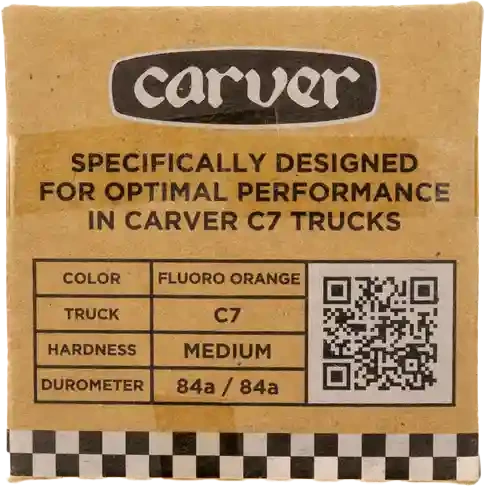 carver
SPECIFICALLY DESIGNED
FOR OPTIMAL PERFORMANCE
IN CARVER C7 TRUCKS
COLOR FLUORO ORANGE
TRUCK C7
HARDNESS MEDIUM
DUROMETER 84a / 84a